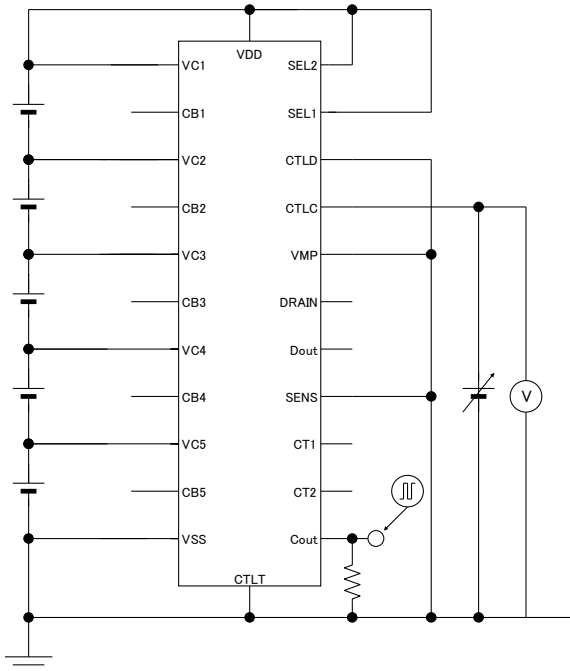 VDD
VC1 SEL2
CB1 SEL1
VC2 CTLD
CB2 CTLC
VC3 VMP
CB3 DRAIN
VC4 Dout
CB4 SENS
V
VC5 CT1
CB5 CT2
VSS Cout
CTLT